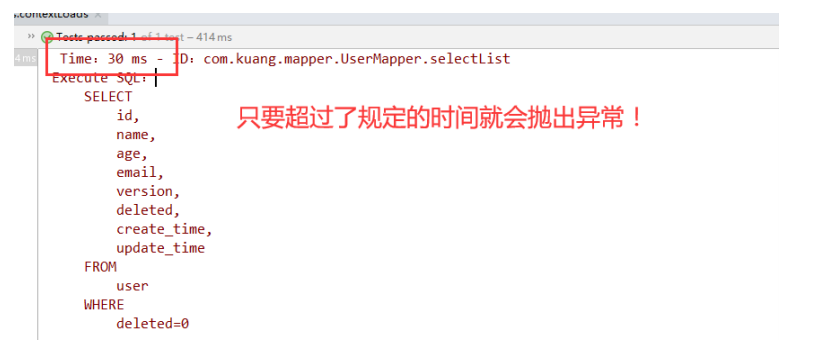 s.contextLoads ×
» Tests passed: 1 of 1 test – 414 ms
4 ms
Time：30 ms - ID：com.kuang.mapper.UserMapper.selectList
Execute SQL：
SELECT
id,
只要超过了规定的时间就会抛出异常！
name,
age,
email,
version,
deleted,
create_time,
update_time
FROM
user
WHERE
deleted=0